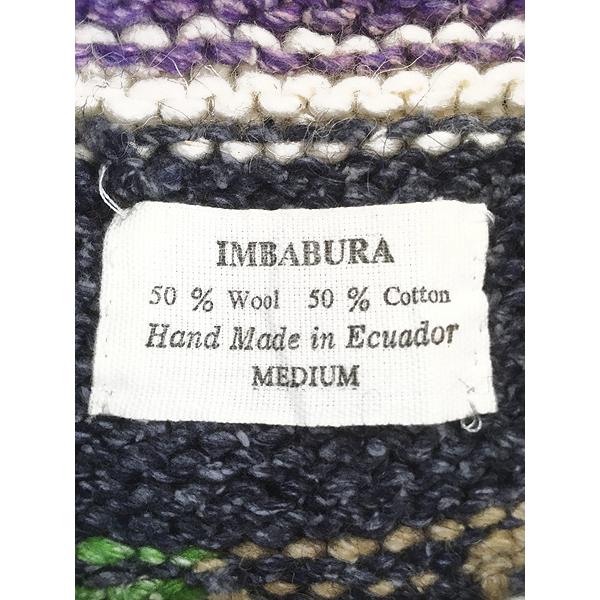 IMBABURA
50 % Wool 50 % Cotton
Hand Made in Ecuador
MEDIUM